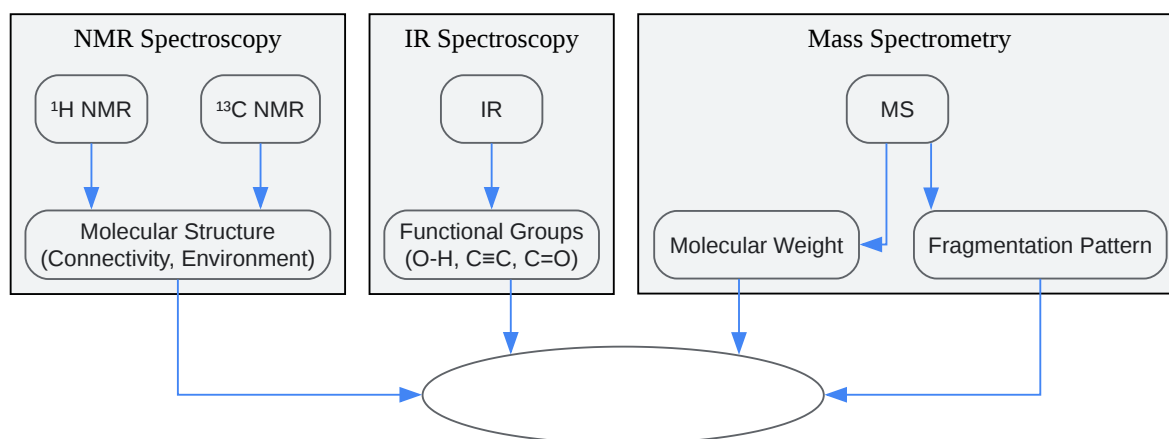 NMR Spectroscopy
¹H NMR
¹³C NMR
Molecular Structure
(Connectivity, Environment)
IR Spectroscopy
IR
Functional Groups
(O-H, C≡C, C=O)
Mass Spectrometry
MS
Molecular Weight
Fragmentation Pattern